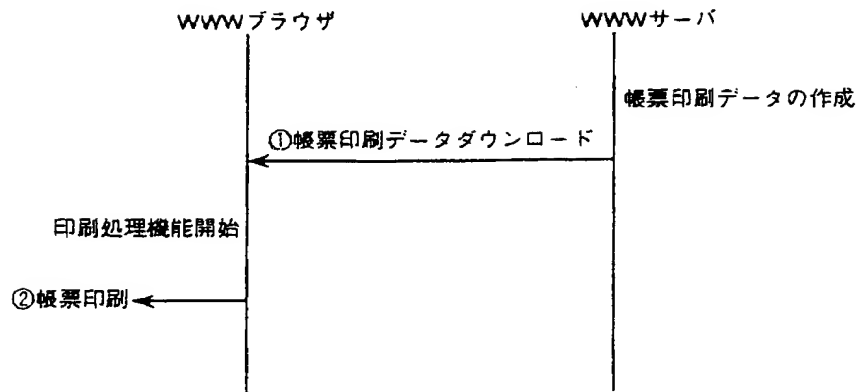 WWWブラウザ
WWWサーバ
帳票印刷データの作成
①帳票印刷データダウンロード
印刷処理機能開始
②帳票印刷